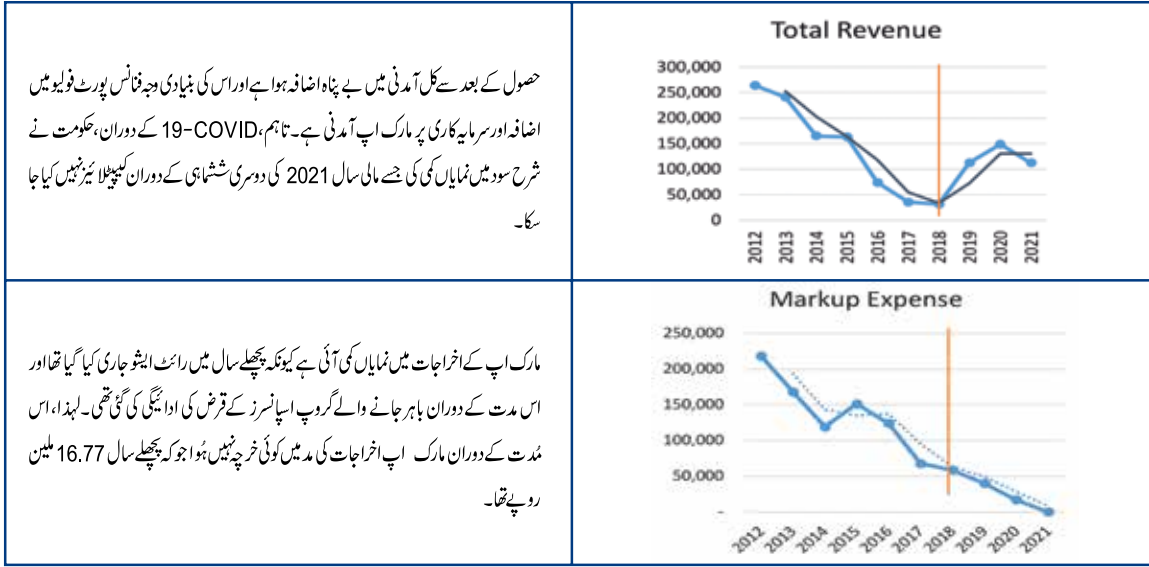 حصول کے بعد سے کل آمدنی میں بے پناہ اضافہ ہوا ہے اور اس کی بنیادی وجہ فنانس پورٹ فولیو میں
اضافہ اور سرمایہ کاری پر مارک اپ آمدنی ہے۔ تاہم، COVID-19 کے دوران، حکومت نے
شرح سود میں نمایاں کمی کی جسے مالی سال 2021 کی دوسری ششماہی کے دوران کیپیٹلائیز نہیں کیا جا
سکا۔
Total Revenue
300,000
250,000
200,000
150,000
100,000
50,000
0
2012 2013 2014 2015 2016 2017 2018 2019 2020 2021
مارک اپ کے اخراجات میں نمایاں کمی آئی ہے کیونکہ پچھلے سال میں رائٹ ایشو جاری کیا گیا تھا اور
اس مدت کے دوران باہر جانے والے گروپ اسپانسرز کے قرض کی ادائیگی کی گئی تھی۔ لہذا، اس
مُدت کے دوران مارک اپ اخراجات کی مد میں کوئی خرچہ نہیں ہُوا جو کہ پچھلے سال 16.77 ملین
روپے تھا۔
Markup Expense
250,000
200,000
150,000
100,000
50,000
-
2012 2013 2014 2015 2016 2017 2018 2019 2020 2021